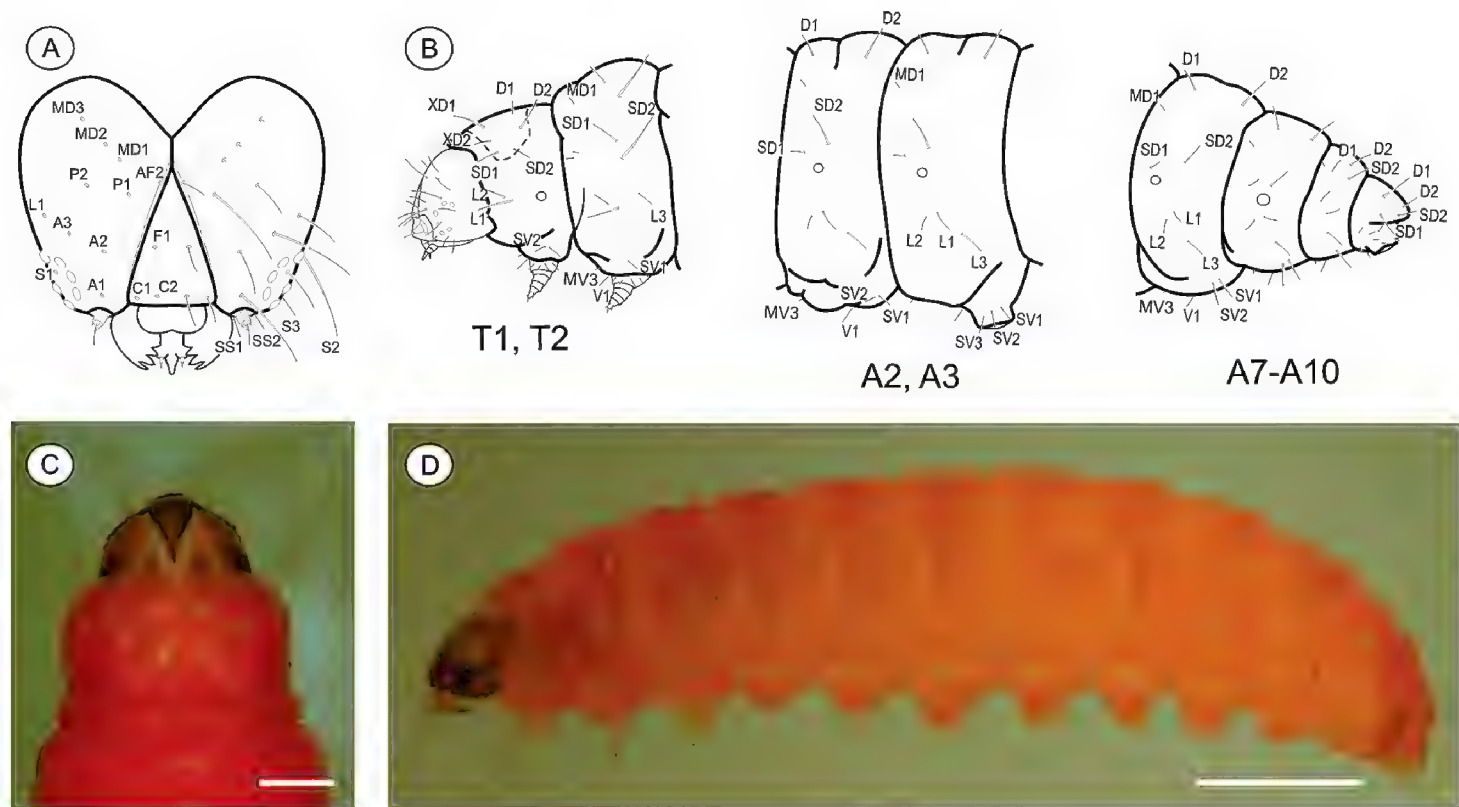 A
MD3
MD2
MD1
P2
P1
AF2
L1
A3
A2
F1
S1
A1
C1 C2
SS1 SS2
S3
S2
B
XD1
D1 D2
MD1
SD2
SD1
XD2
SD1
SD2
L2
L1
SV2
L3
MV3
V1
SV1
T1, T2
D1
D2
MD1
SD2
SD1
L2 L1
L3
MV3
SV2
V1
SV1
SV3
SV2
SV1
A2, A3
D1
D2
MD1
SD1
SD2
D1
D2
SD2
D1
D2
SD2
SD1
L1
L2
L3
MV3
V1
SV1
SV2
A7-A10
C
D